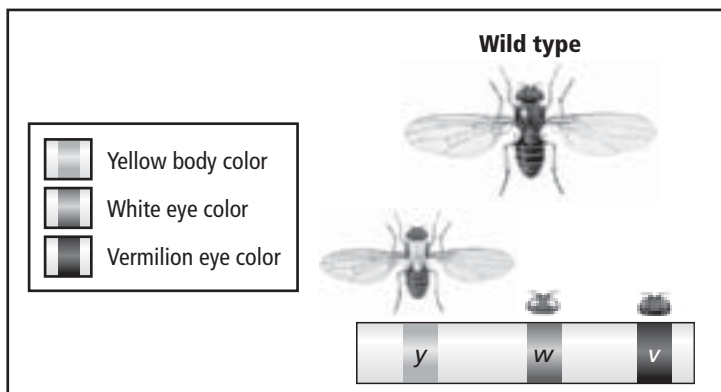 Wild type
Yellow body color
White eye color
Vermilion eye color
y w v